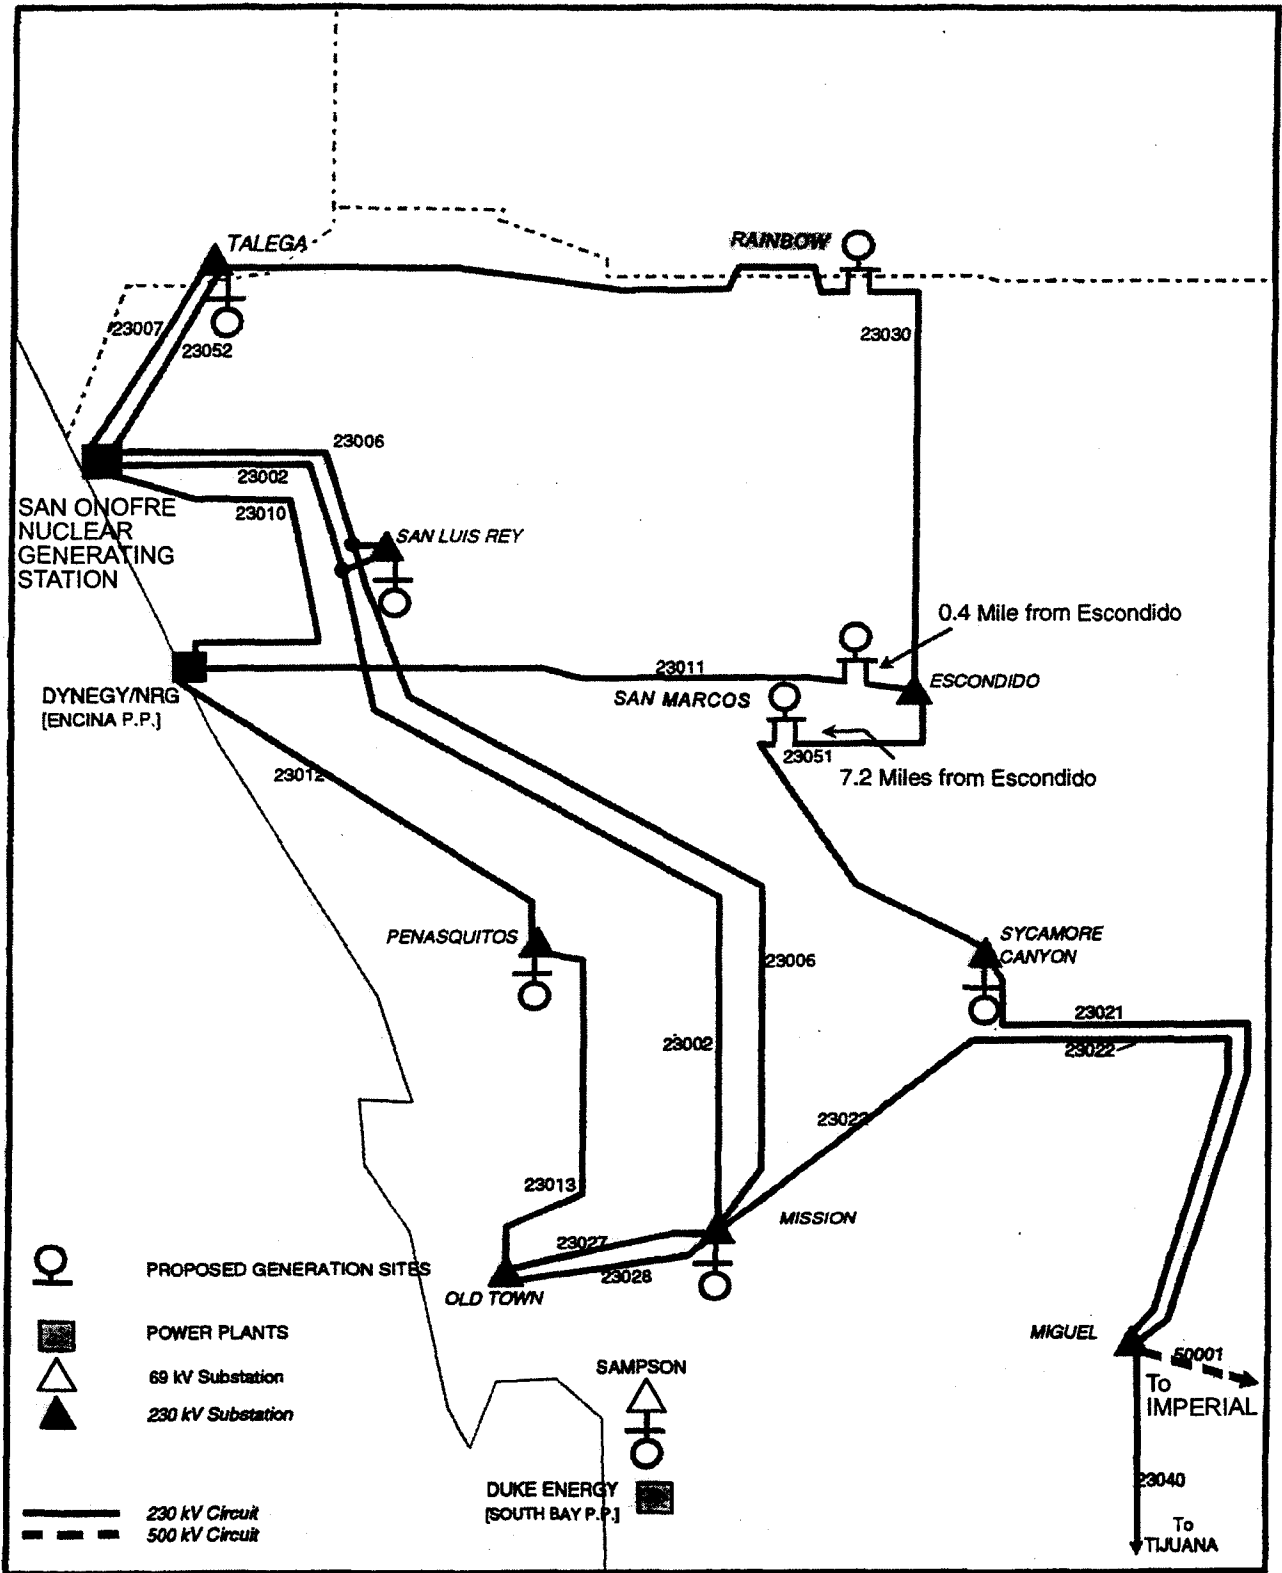 TALEGA
RAINBOW
23007
23052
23030
23006
23002
23010
SAN ONOFRE
NUCLEAR
GENERATING
STATION
SAN LUIS REY
0.4 Mile from Escondido
23011
ESCONDIDO
DYNEGY/NRG
[ENCINA P.P.]
SAN MARCOS
23051
7.2 Miles from Escondido
23012
PENASQUITOS
SYCAMORE
CANYON
23006
23021
23002
23022
23022
23013
MISSION
23027
23028
OLD TOWN
PROPOSED GENERATION SITES
POWER PLANTS
69 kV Substation
230 kV Substation
MIGUEL
50001
To
IMPERIAL
SAMPSON
23040
DUKE ENERGY
[SOUTH BAY P.P.]
230 kV Circuit
500 kV Circuit
To
TIJUANA